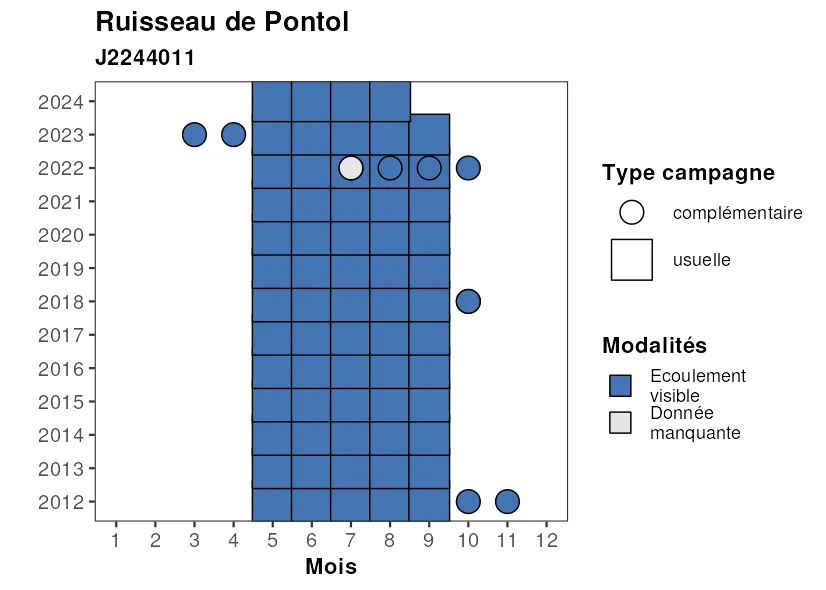 Ruisseau de Pontol
J2244011
2024
2023
2022
2021
2020
2019
2018
2017
2016
2015
2014
2013
2012
1 2 3 4 5 6 7 8 9 10 11 12
Mois
Type campagne
complémentaire
usuelle
Modalités
Ecoulement
visible
Donnée
manquante